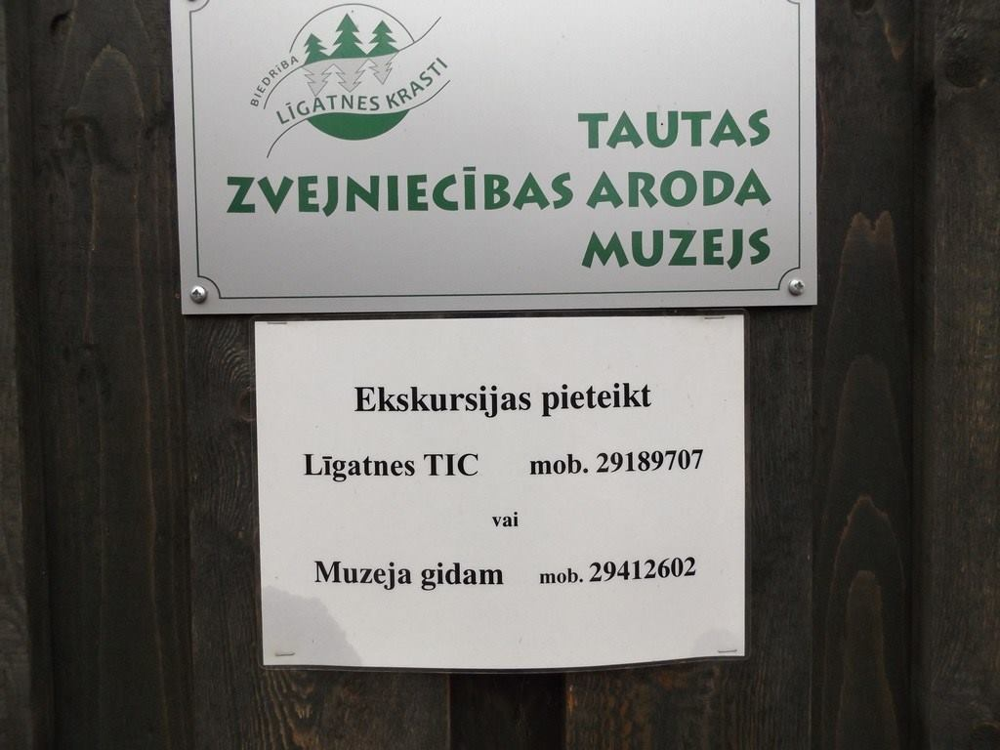 BIEDRĪBA
LĪGATNES KRASTI
TAUTAS
ZVEJNIECĪBAS ARODA
MUZEJS
Ekskursijas pieteikt
Līgatnes TIC mob. 29189707
vai
Muzeja gidam mob. 29412602